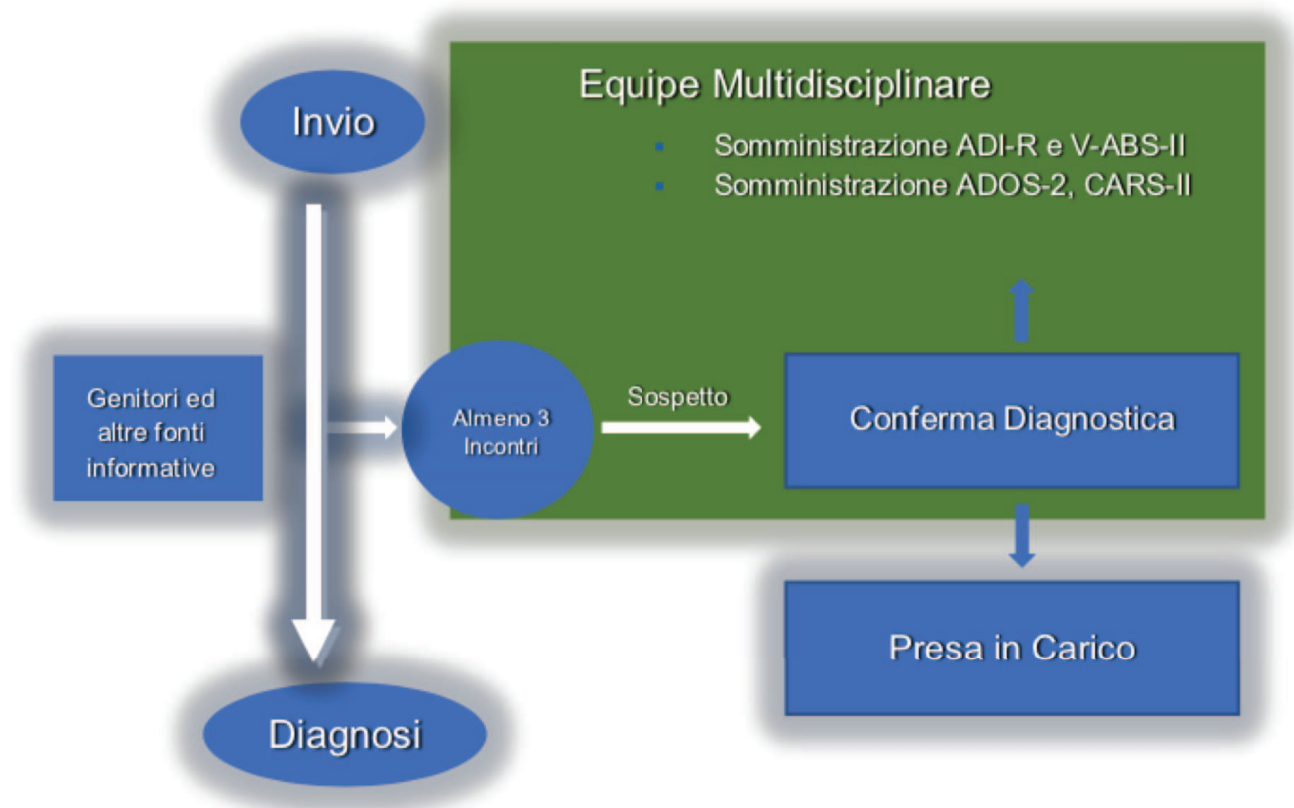 Invio
Equipe Multidisciplinare
Somministrazione ADI-R e V-ABS-II
Somministrazione ADOS-2, CARS-II
Genitori ed
altre fonti
informative
Almeno 3
Incontri
Sospetto
Conferma Diagnostica
Presa in Carico
Diagnosi